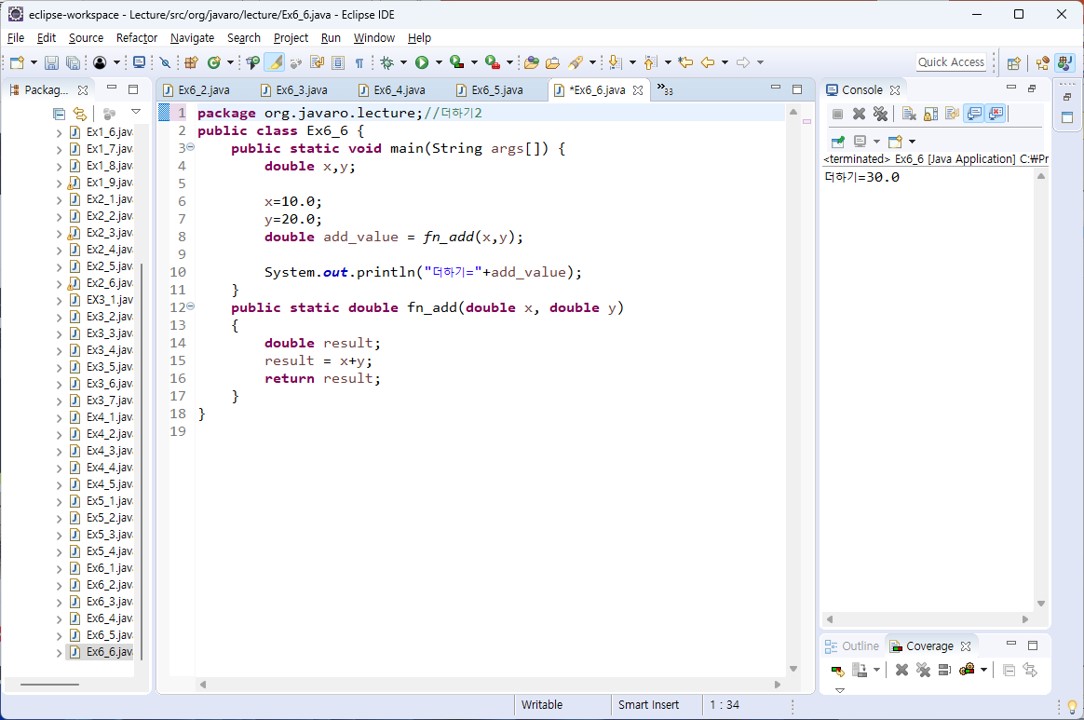 eclipse-workspace - Lecture/src/org/javaro/lecture/Ex6_6.java - Eclipse IDE
File Edit Source Refactor Navigate Search Project Run Window Help
Quick Access
Packag...
Ex6_2.java Ex6_3.java Ex6_4.java Ex6_5.java *Ex6_6.java »33
Console
Ex1_6.jav
Ex1_7.jav
Ex1_8.jav
Ex1_9.jav
Ex2_1.jav
Ex2_2.jav
Ex2_3.jav
Ex2_4.jav
Ex2_5.jav
Ex2_6.jav
EX3_1.jav
Ex3_2.jav
Ex3_3.jav
Ex3_4.jav
Ex3_5.jav
Ex3_6.jav
Ex3_7.jav
Ex4_1.jav
Ex4_2.jav
Ex4_3.jav
Ex4_4.jav
Ex4_5.jav
Ex5_1.jav
Ex5_2.jav
Ex5_3.jav
Ex5_4.jav
Ex6_1.jav
Ex6_2.jav
Ex6_3.jav
Ex6_4.jav
Ex6_5.jav
Ex6_6.jav
1 package org.javaro.lecture;//더하기2
2 public class Ex6_6 {
3 public static void main(String args[]) {
4 double x,y;
5
6 x=10.0;
7 y=20.0;
8 double add_value = fn_add(x,y);
9
10 System.out.println("더하기="+add_value);
11 }
12 public static double fn_add(double x, double y)
13 {
14 double result;
15 result = x+y;
16 return result;
17 }
18 }
19
<terminated> Ex6_6 [Java Application] C:₩Pr
더하기=30.0
Outline Coverage
Writable Smart Insert 1 : 34